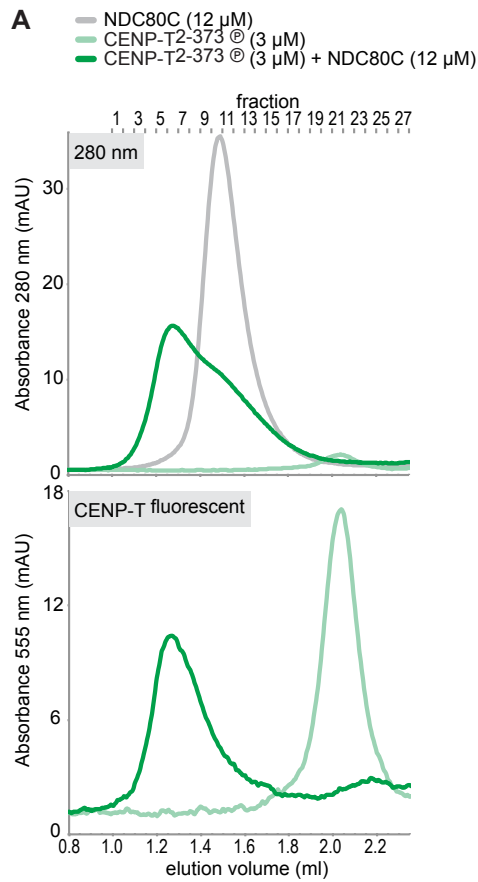 A
NDC80C (12 µM)
CENP-T2-373 Ⓟ (3 µM)
CENP-T2-373 Ⓟ (3 µM) + NDC80C (12 µM)
fraction
1 3 5 7 9 11 13 15 17 19 21 23 25 27
280 nm
Absorbance 280 nm (mAU)
30
20
10
0
CENP-T fluorescent
Absorbance 555 nm (mAU)
18
12
6
0
0.8 1.0 1.2 1.4 1.6 1.8 2.0 2.2
elution volume (ml)